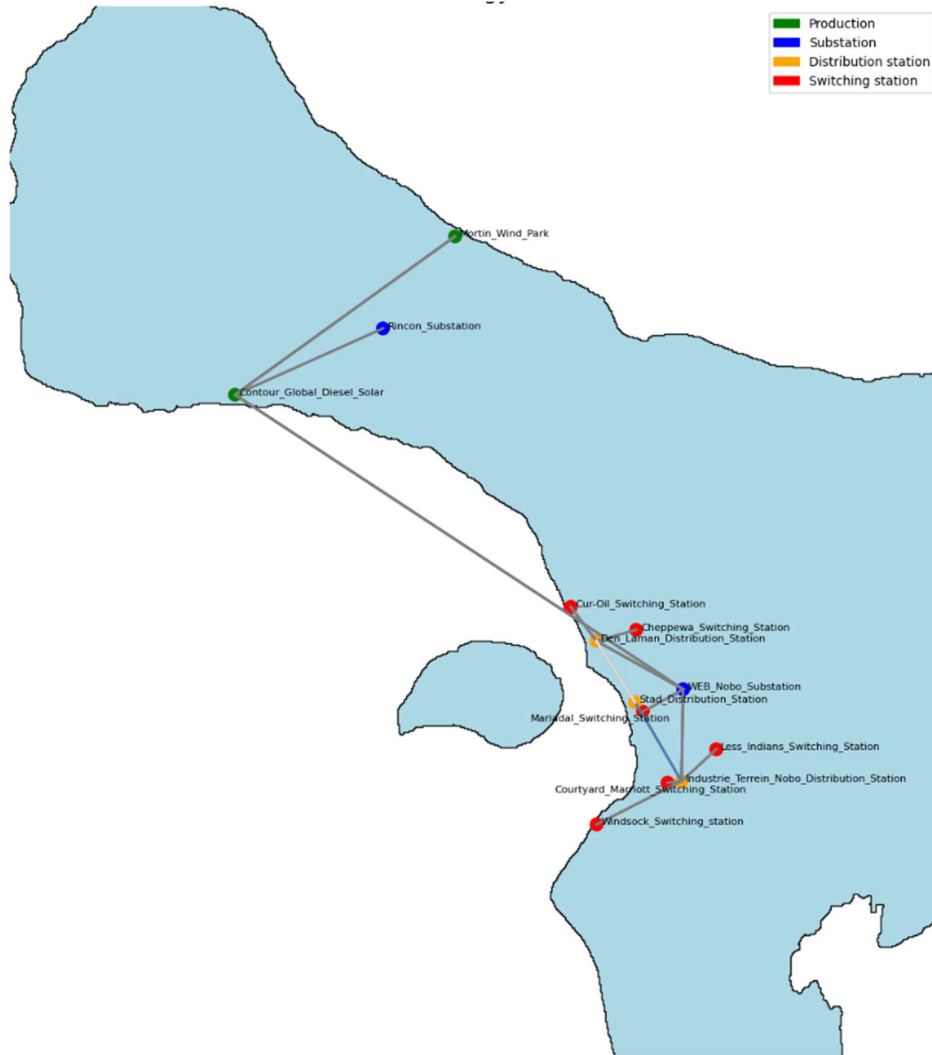 Production
Substation
Distribution station
Switching station
Mortin_Wind_Park
Rincon_Substation
Contour_Global_Diesel_Solar
Cur-Oil_Switching_Station
Cheppewa_Switching_Station
Den_Laman_Distribution_Station
WEB_Nobo_Substation
Stad_Distribution_Station
Mariadal_Switching_Station
Less_Indians_Switching_Station
Industrie_Terrein_Nobo_Distribution_Station
Courtyard_Marriott_Switching_Station
Windsock_Switching_station